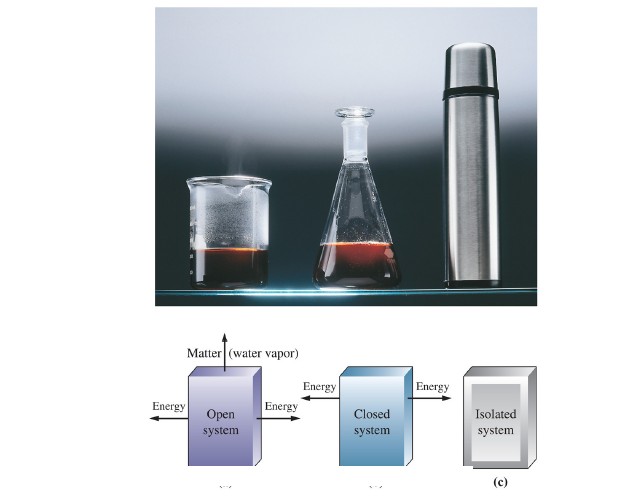 Matter (water vapor)
Energy
Energy
Open
system
Energy
Energy
Closed
system
Isolated
system
(c)